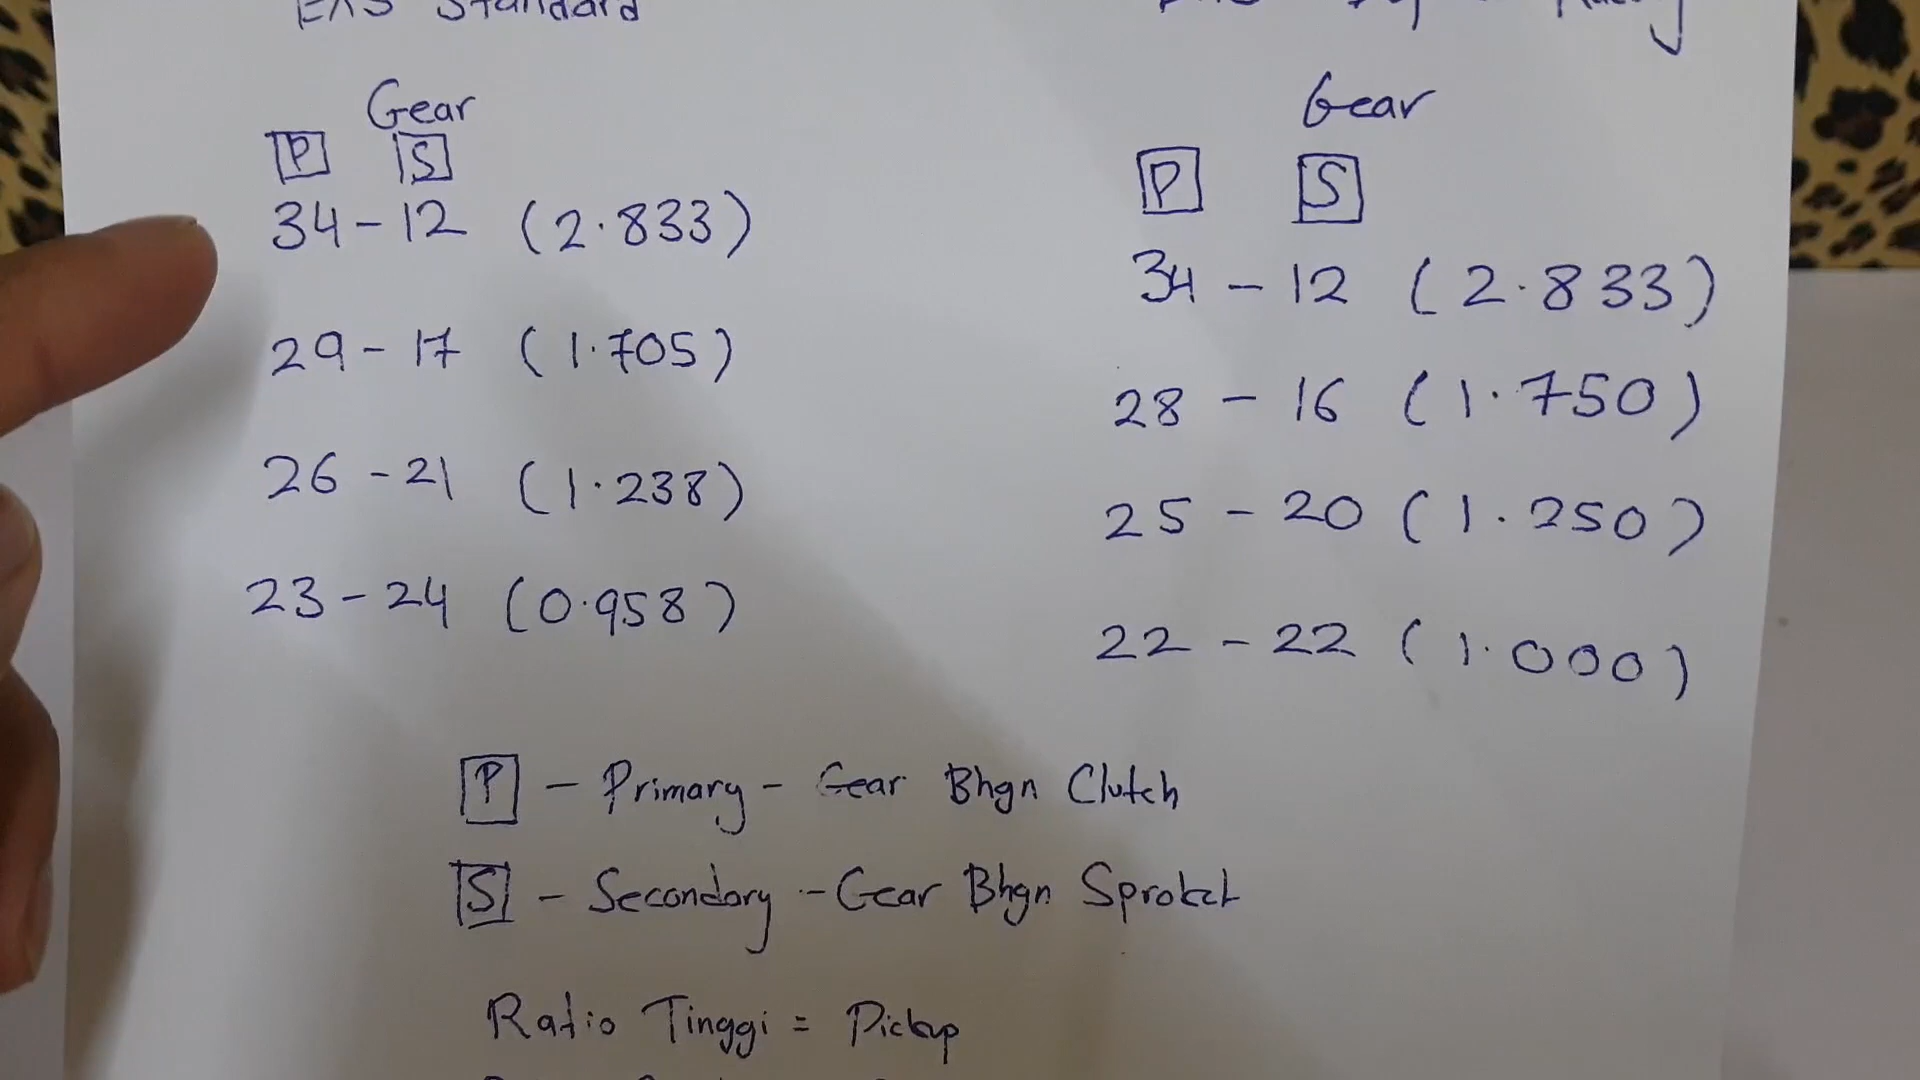 EX5 Standard
Gear
P S
34 - 12 (2.833)
29 - 17 (1.705)
26 - 21 (1.238)
23 - 24 (0.958)
Gear
P S
34 - 12 (2.833)
28 - 16 (1.750)
25 - 20 (1.250)
22 - 22 (1.000)
P - Primary - Gear Bhgn Clutch
S - Secondary - Gear Bhgn Sproket
Ratio Tinggi = Pickup